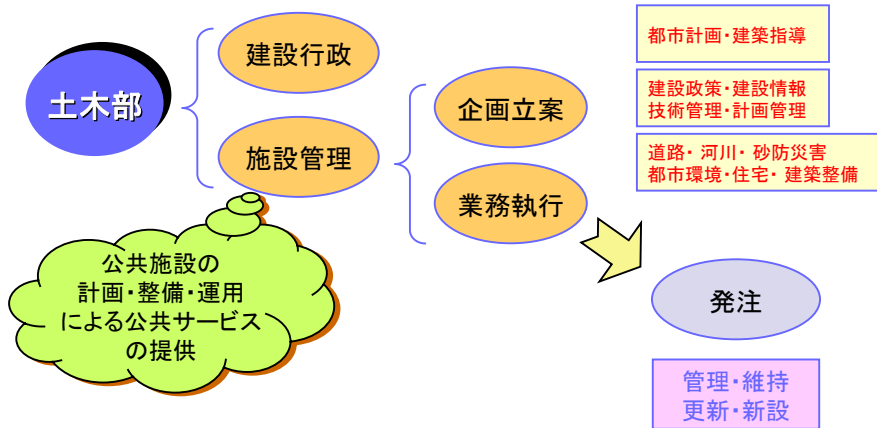 土木部
建設行政
施設管理
企画立案
業務執行
都市計画・建築指導
建設政策・建設情報
技術管理・計画管理
道路・ 河川・ 砂防災害
都市環境・住宅・ 建築整備
公共施設の
計画・整備・運用
による公共サービス
の提供
発注
管理・維持
更新・新設